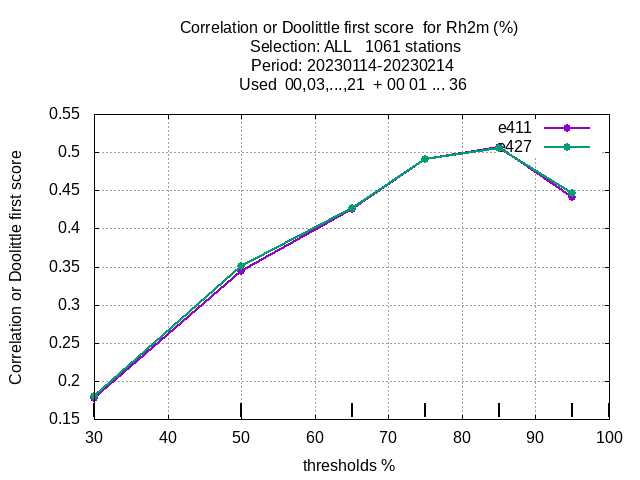 Correlation or Doolittle first score  for Rh2m (%)
Selection: ALL   1061 stations
Period: 20230114-20230214
Used  00,03,...,21  + 00 01 ... 36
Correlation or Doolittle first score
0.55
0.5
0.45
0.4
0.35
0.3
0.25
0.2
0.15
e411
e427
30 40 50 60 70 80 90 100
thresholds %